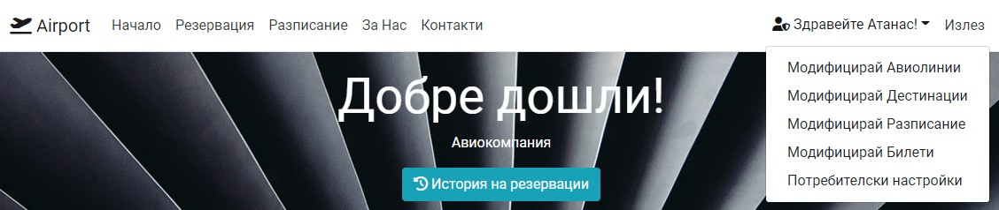 Airport Начало Резервация Разписание За Нас Контакти Здравейте Атанас! Излез
Модифицирай Авиолинии
Модифицирай Дестинации
Модифицирай Разписание
Модифицирай Билети
Потребителски настройки
Добре дошли!
Авиокомпания
История на резервации